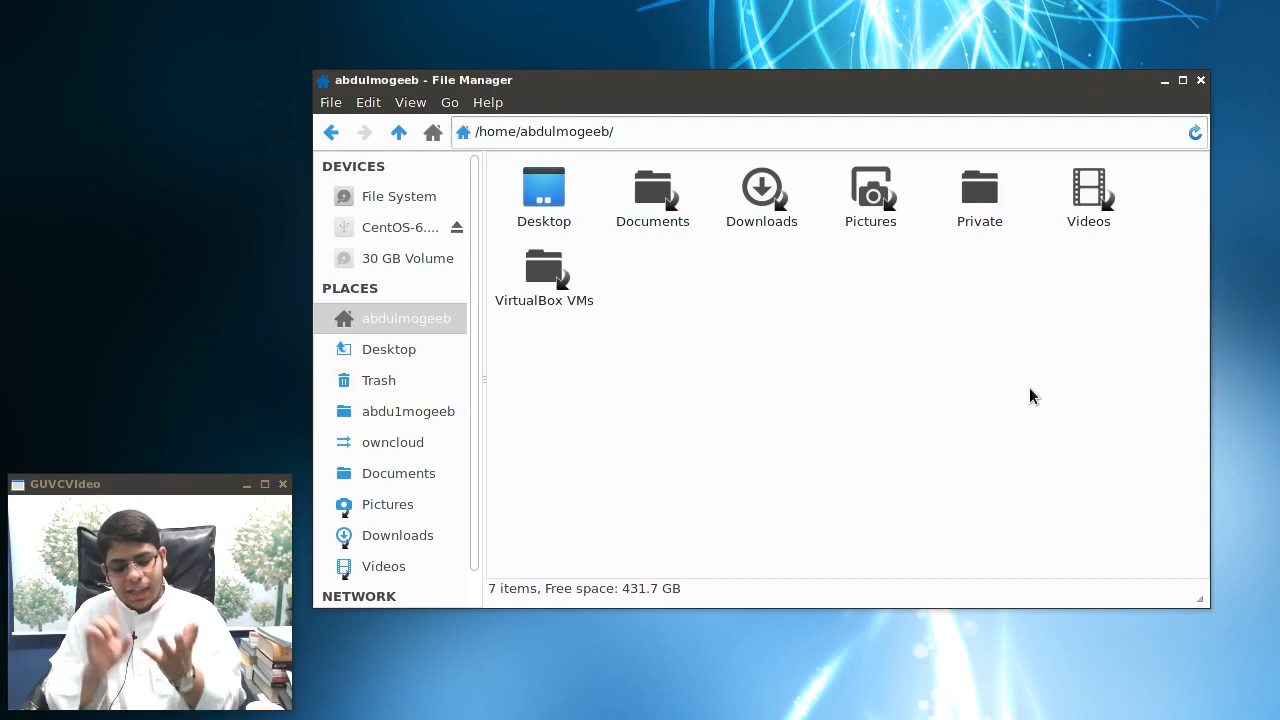 abdulmogeeb - File Manager
File Edit View Go Help
/home/abdulmogeeb/
DEVICES
File System
CentOS-6....
30 GB Volume
PLACES
abdulmogeeb
Desktop
Trash
abdu1mogeeb
owncloud
Documents
Pictures
Downloads
Videos
NETWORK
Desktop Documents Downloads Pictures Private Videos
VirtualBox VMs
7 items, Free space: 431.7 GB
GUVCVIdeo